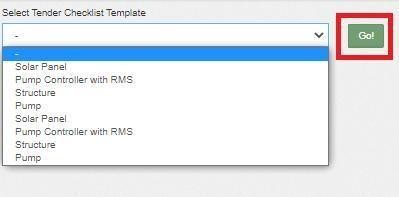 Select Tender Checklist Template
-
Go!
-
Solar Panel
Pump Controller with RMS
Structure
Pump
Solar Panel
Pump Controller with RMS
Structure
Pump